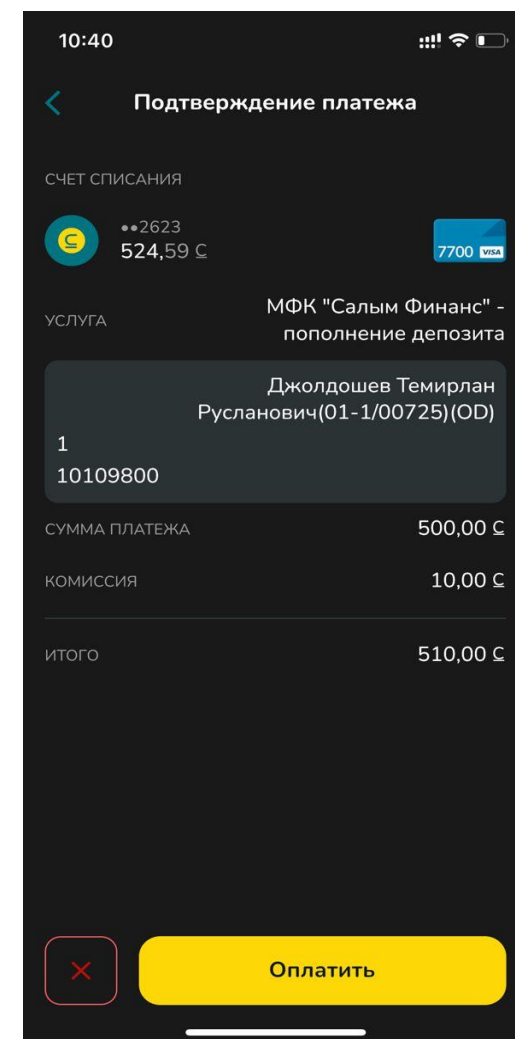 10:40
Подтверждение платежа
СЧЕТ СПИСАНИЯ
••2623
524,59 С
7700 VISA
УСЛУГА
МФК "Салым Финанс" -
пополнение депозита
Джолдошев Темирлан
Русланович(01-1/00725)(OD)
1
10109800
СУММА ПЛАТЕЖА 500,00 С
КОМИССИЯ 10,00 С
ИТОГО 510,00 С
Оплатить